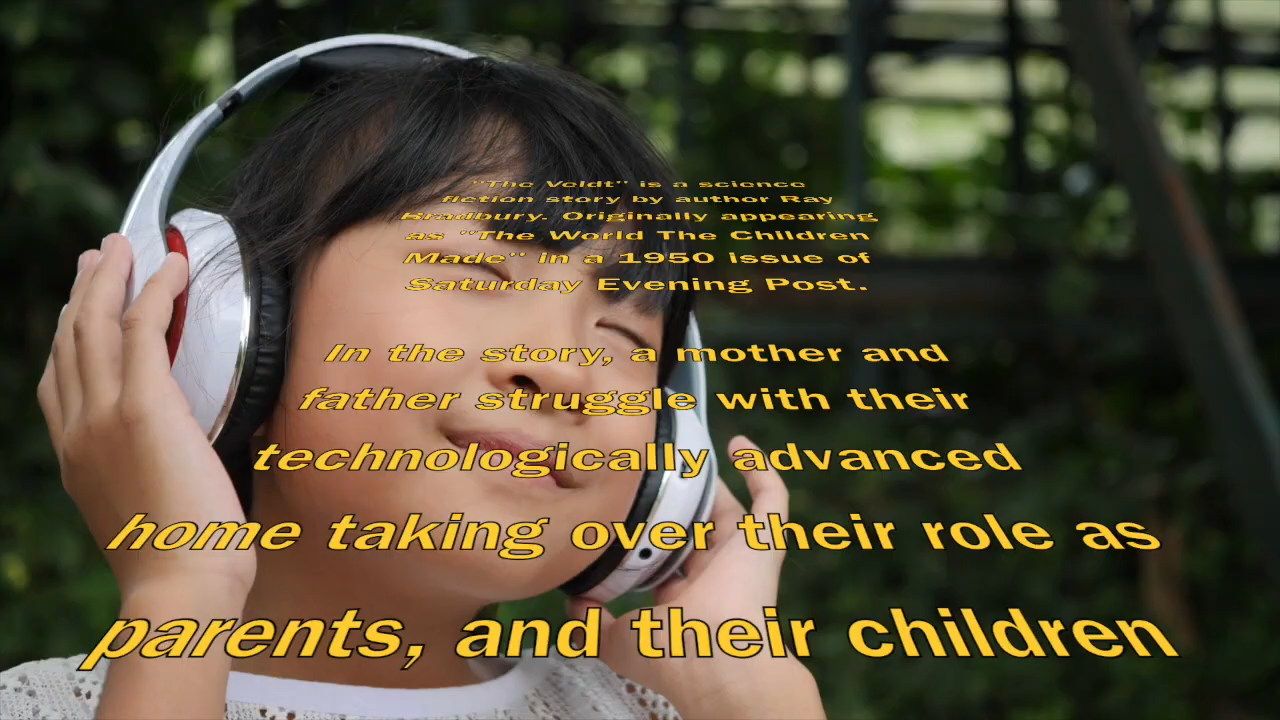 "The Veldt" is a science
fiction story by author Ray
Bradbury. Originally appearing
as "The World The Children
Made" in a 1950 issue of
Saturday Evening Post.
In the story, a mother and
father struggle with their
technologically advanced
home taking over their role as
parents, and their children